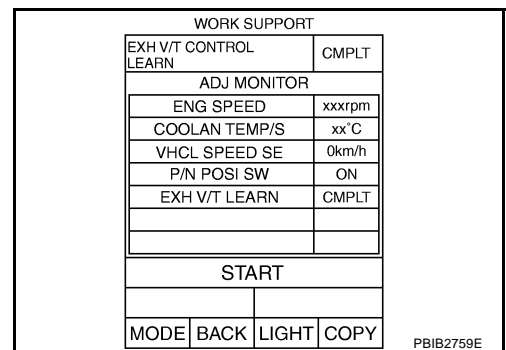 WORK SUPPORT
EXH V/T CONTROL
LEARN
CMPLT
ADJ MONITOR
ENG SPEED xxxrpm
COOLAN TEMP/S xx°C
VHCL SPEED SE 0km/h
P/N POSI SW ON
EXH V/T LEARN CMPLT
START
MODE BACK LIGHT COPY
PBIB2759E